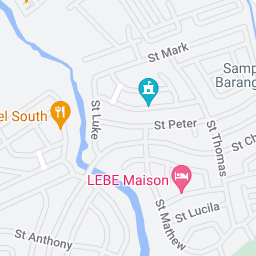 St Mark
Samp
Barang
el South
St Luke
St Peter
St Thomas
St Ch
LEBE Maison
St Lucila
St Mathew
St Anthony